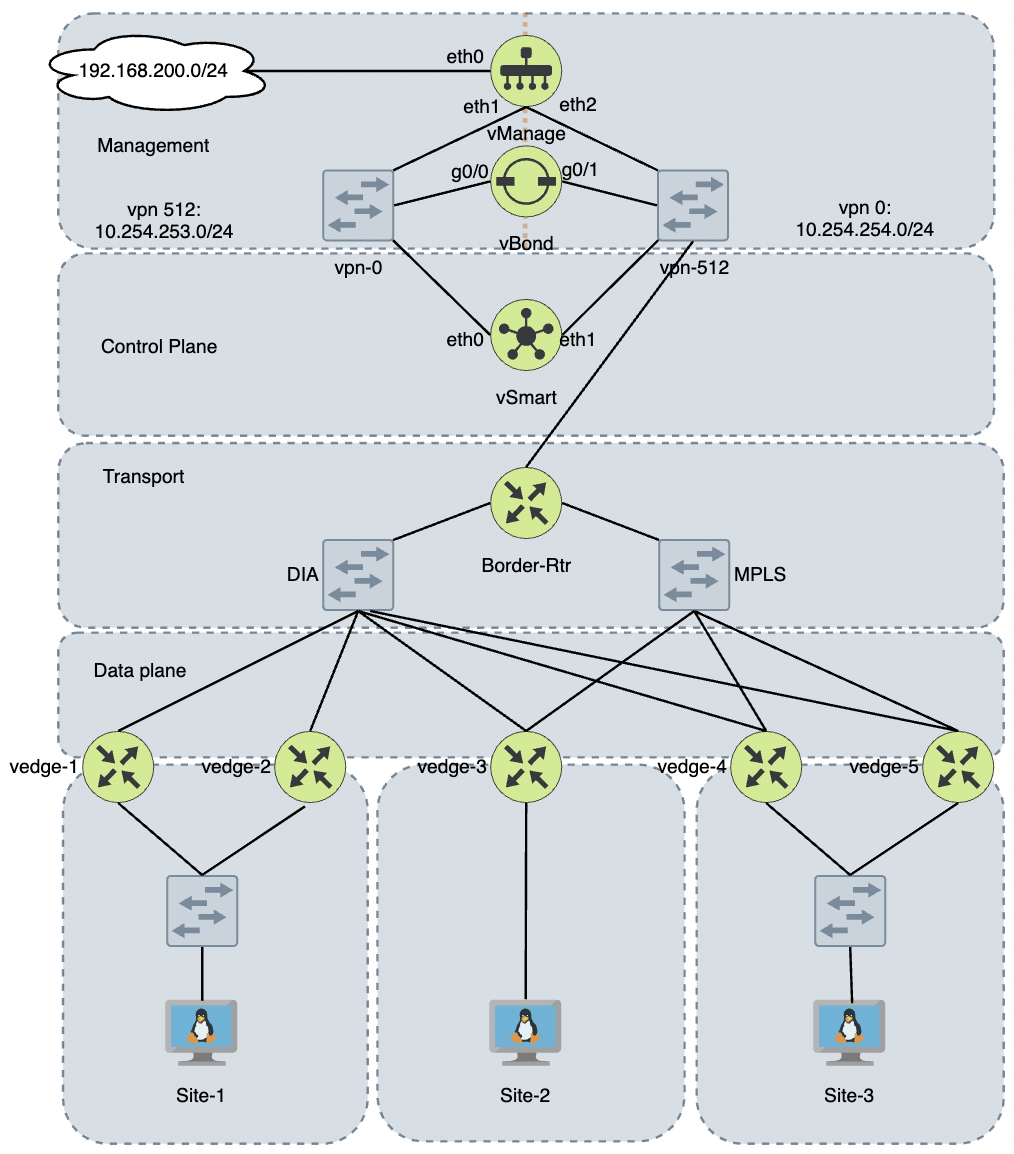 eth0
192.168.200.0/24
eth1
eth2
vManage
Management
g0/0
g0/1
vpn 512:
10.254.253.0/24
vpn 0:
10.254.254.0/24
vBond
vpn-0
vpn-512
Control Plane
eth0
eth1
vSmart
Transport
Border-Rtr
DIA
MPLS
Data plane
vedge-1
vedge-2
vedge-3
vedge-4
vedge-5
Site-1
Site-2
Site-3